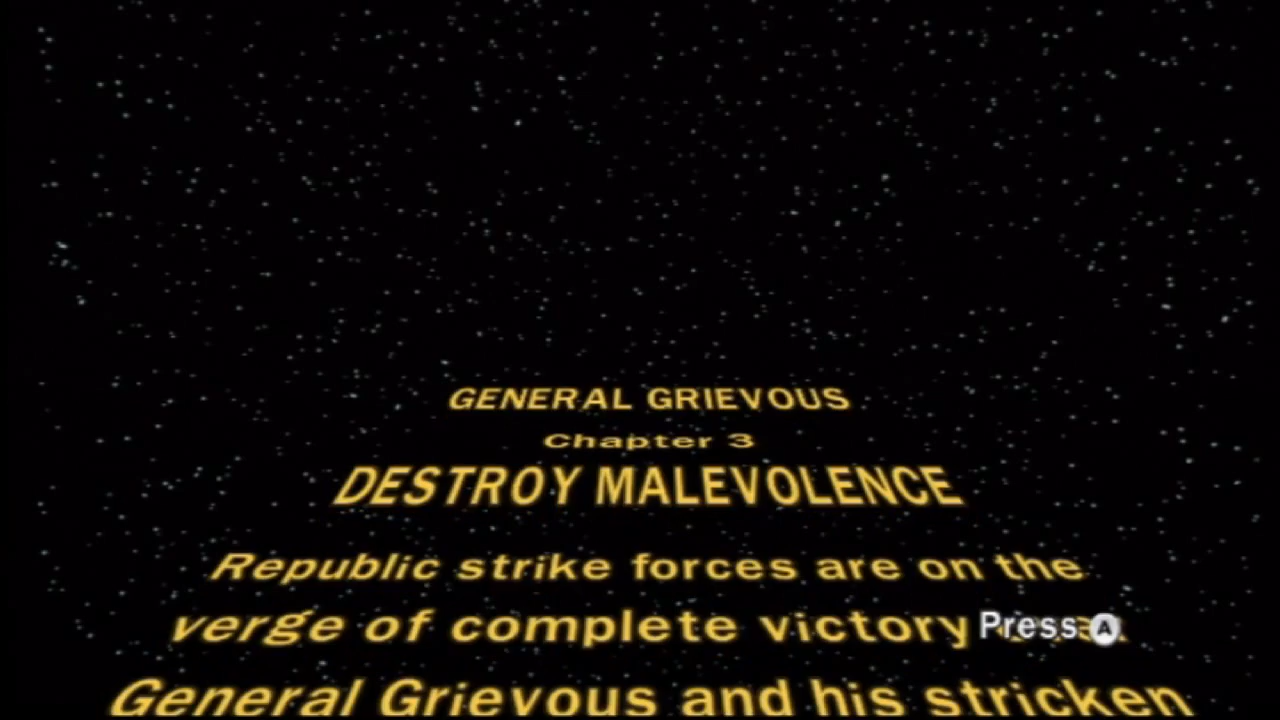 GENERAL GRIEVOUS
Chapter 3
DESTROY MALEVOLENCE
Republic strike forces are on the
verge of complete victory
Press A
General Grievous and his stricken